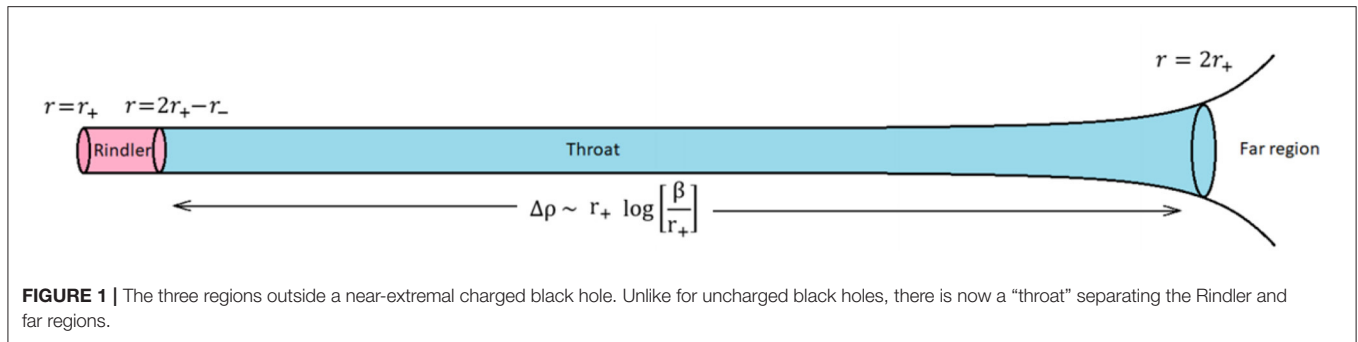 r = 2r₊
r=r₊ r=2r₊−r₋
Rindler Throat Far region
Δρ ~ r₊ log[β/r₊]
FIGURE 1 | The three regions outside a near-extremal charged black hole. Unlike for uncharged black holes, there is now a “throat” separating the Rindler and
far regions.